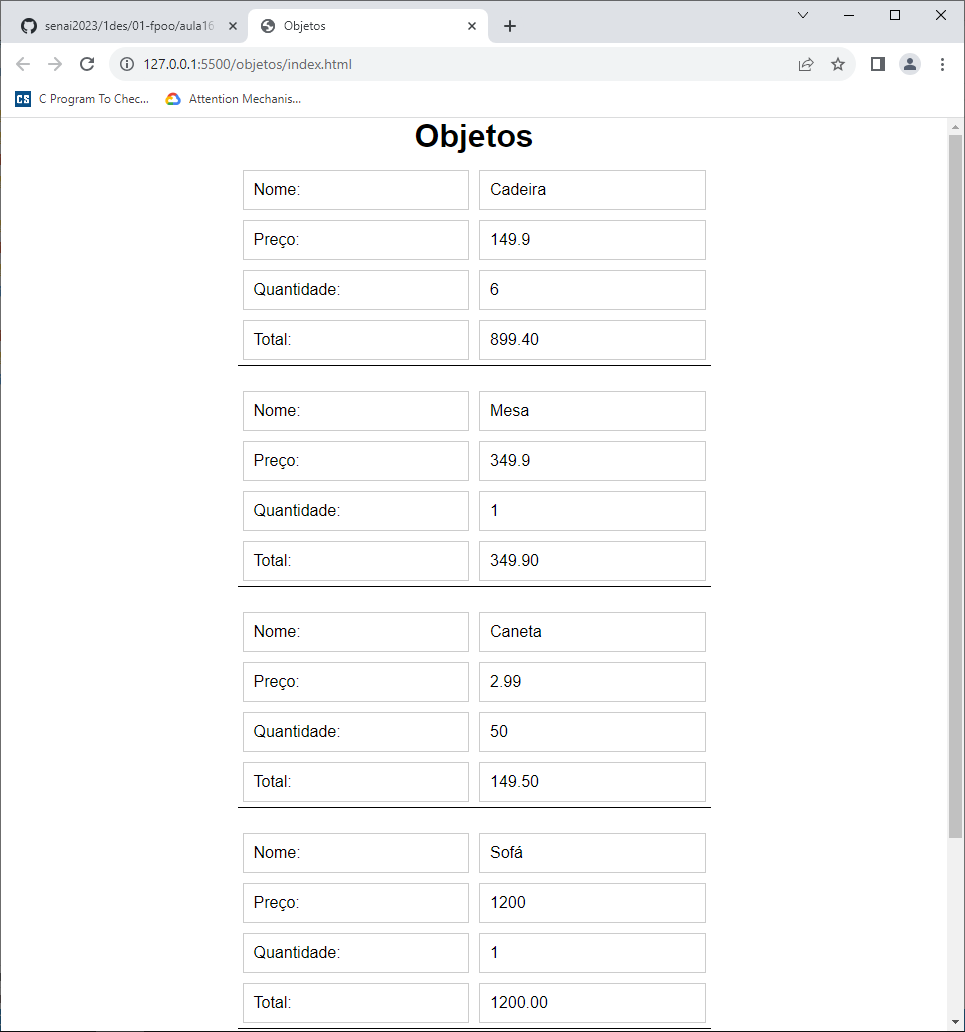 senai2023/1des/01-fpoo/aula16
Objetos
127.0.0.1:5500/objetos/index.html
CS C Program To Chec... Attention Mechanis...
Objetos
Nome: Cadeira
Preço: 149.9
Quantidade: 6
Total: 899.40
Nome: Mesa
Preço: 349.9
Quantidade: 1
Total: 349.90
Nome: Caneta
Preço: 2.99
Quantidade: 50
Total: 149.50
Nome: Sofá
Preço: 1200
Quantidade: 1
Total: 1200.00